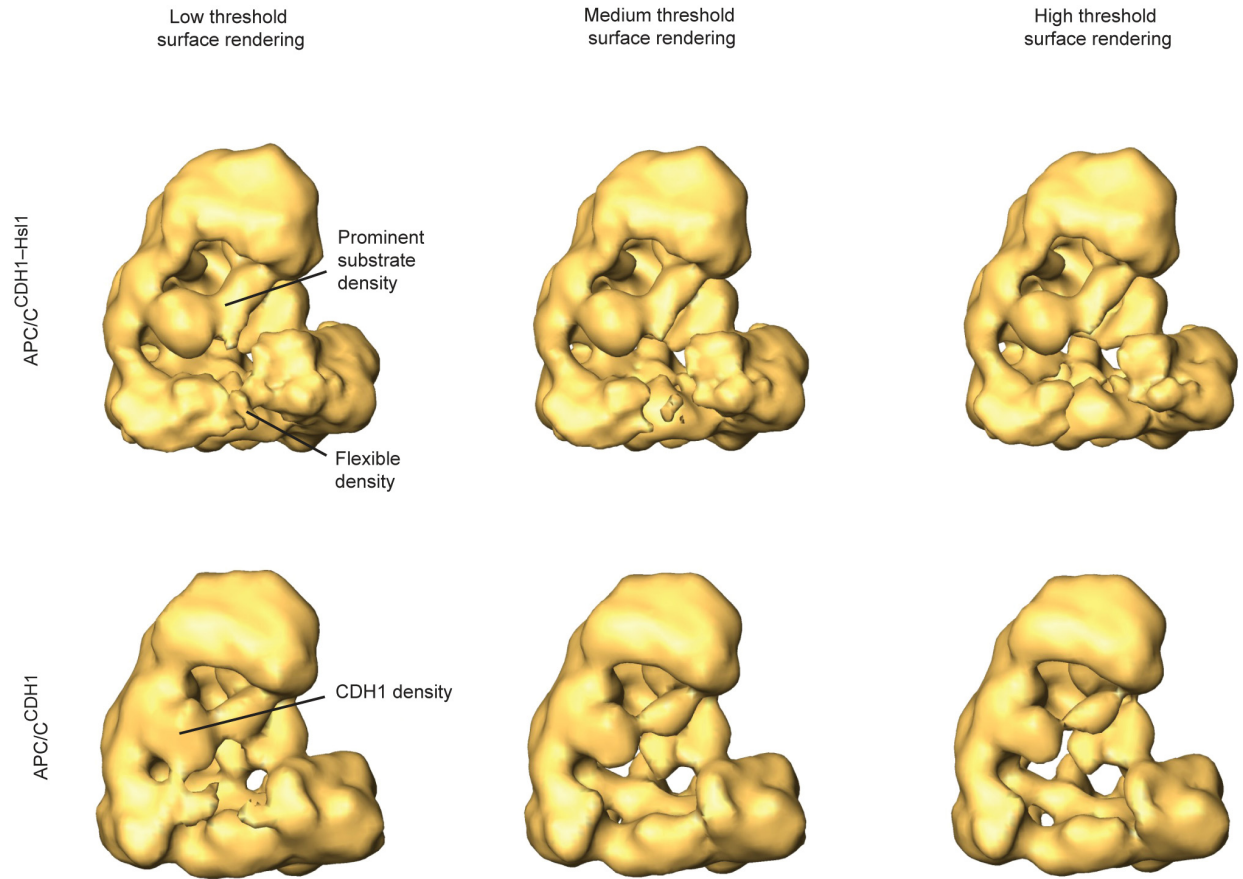 Low threshold
surface rendering
Medium threshold
surface rendering
High threshold
surface rendering
APC/C^CDH1–Hsl1
Prominent
substrate
density
Flexible
density
APC/C^CDH1
CDH1 density